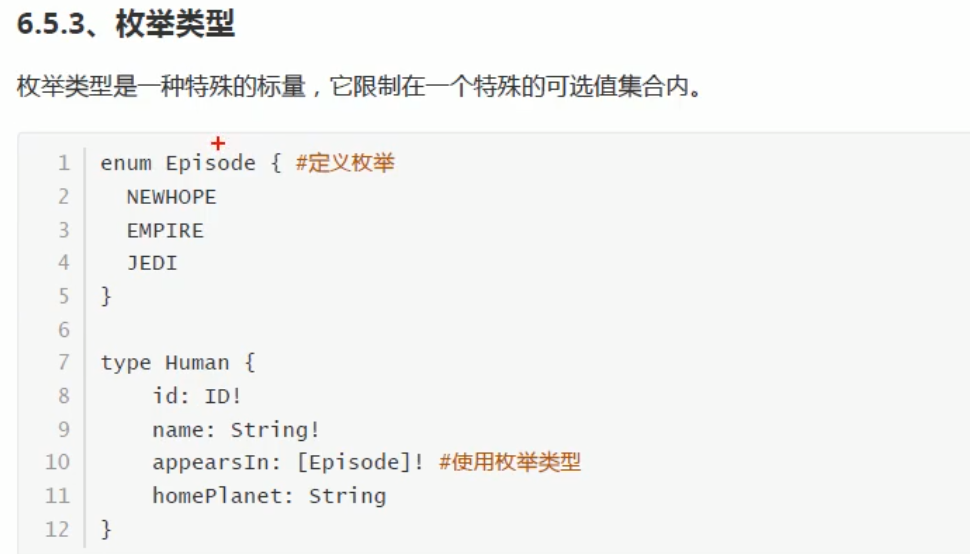 6.5.3、枚举类型
枚举类型是一种特殊的标量，它限制在一个特殊的可选值集合内。
1 enum Episode { #定义枚举
2   NEWHOPE
3   EMPIRE
4   JEDI
5 }
6
7 type Human {
8     id: ID!
9     name: String!
10     appearsIn: [Episode]! #使用枚举类型
11     homePlanet: String
12 }